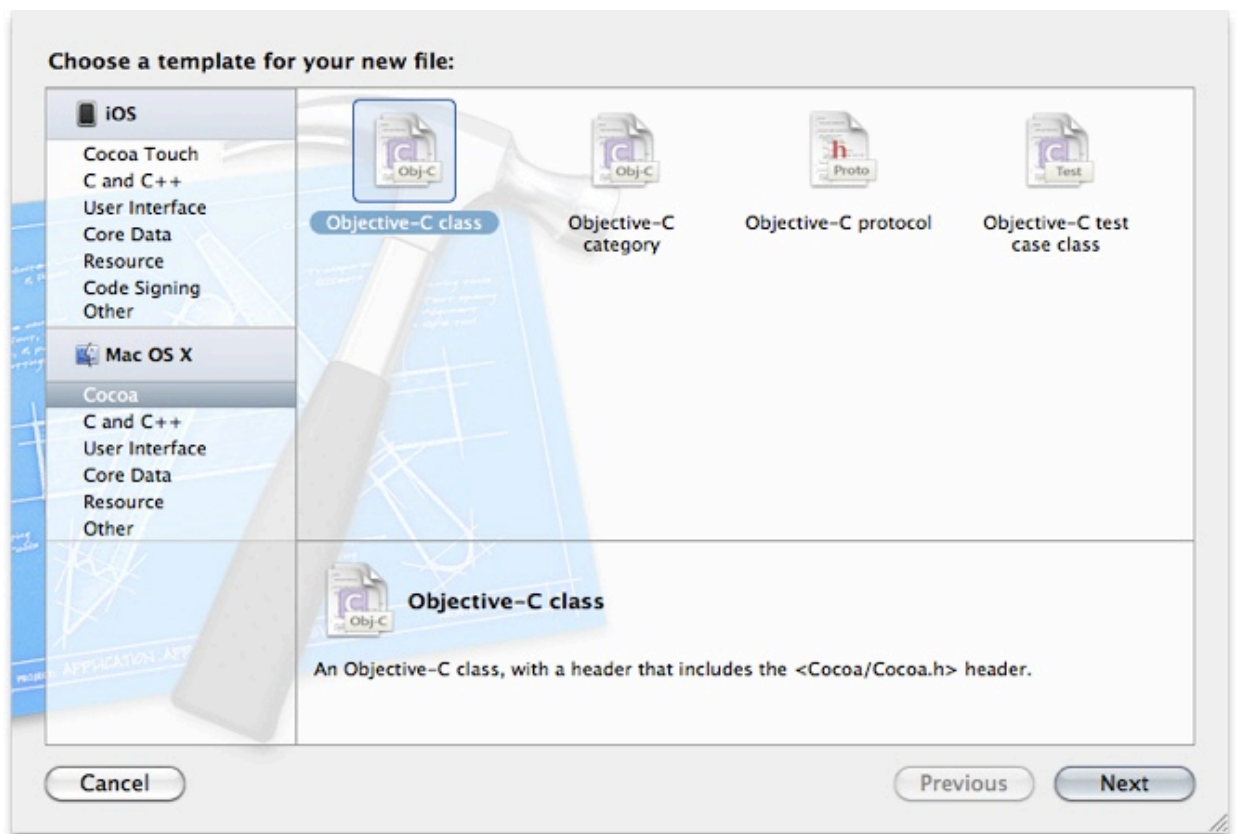 Choose a template for your new file:
iOS
Cocoa Touch
C and C++
User Interface
Core Data
Resource
Code Signing
Other
Mac OS X
Cocoa
C and C++
User Interface
Core Data
Resource
Other
Obj-C
Objective-C class
Obj-C
Objective-C
category
h
Proto
Objective-C protocol
Test
Objective-C test
case class
Obj-C
Objective-C class
An Objective-C class, with a header that includes the <Cocoa/Cocoa.h> header.
Cancel
Previous
Next